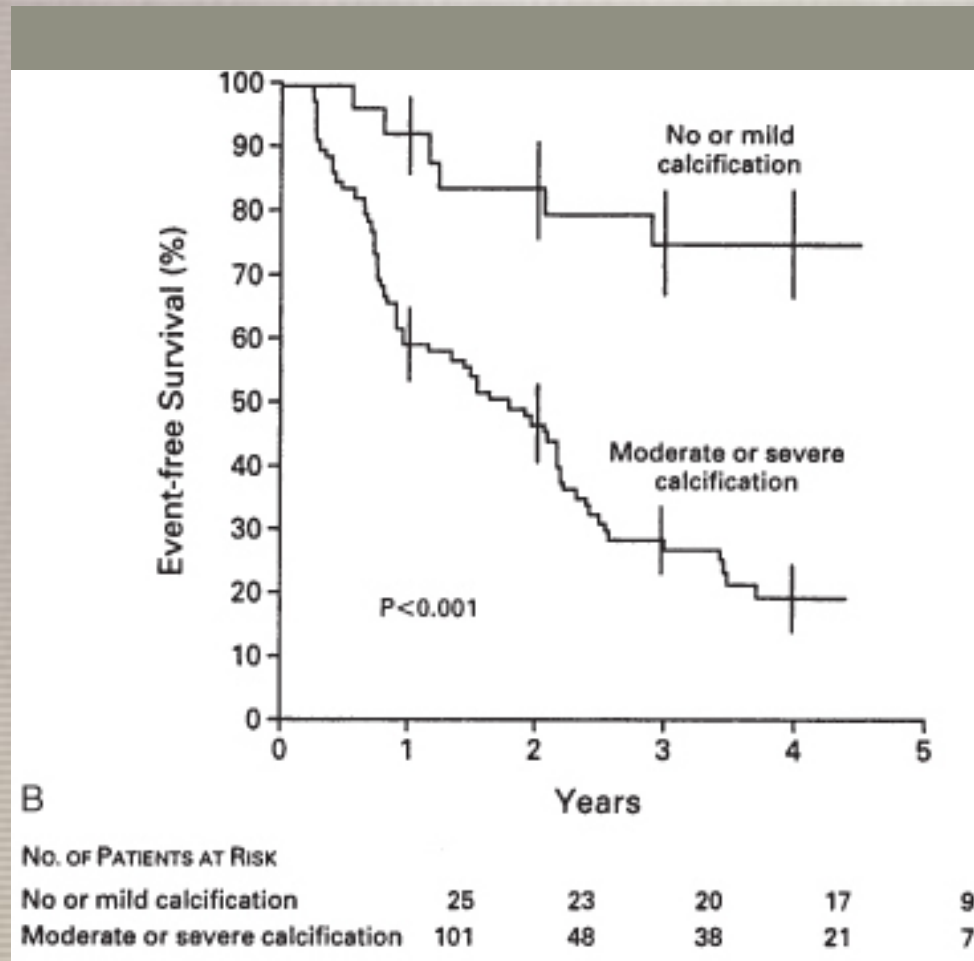 100
90
80
70
60
50
40
30
20
10
0
Event-free Survival (%)
No or mild
calcification
Moderate or severe
calcification
P<0.001
0 1 2 3 4 5
Years
B
No. of Patients at Risk
No or mild calcification 25 23 20 17 9
Moderate or severe calcification 101 48 38 21 7